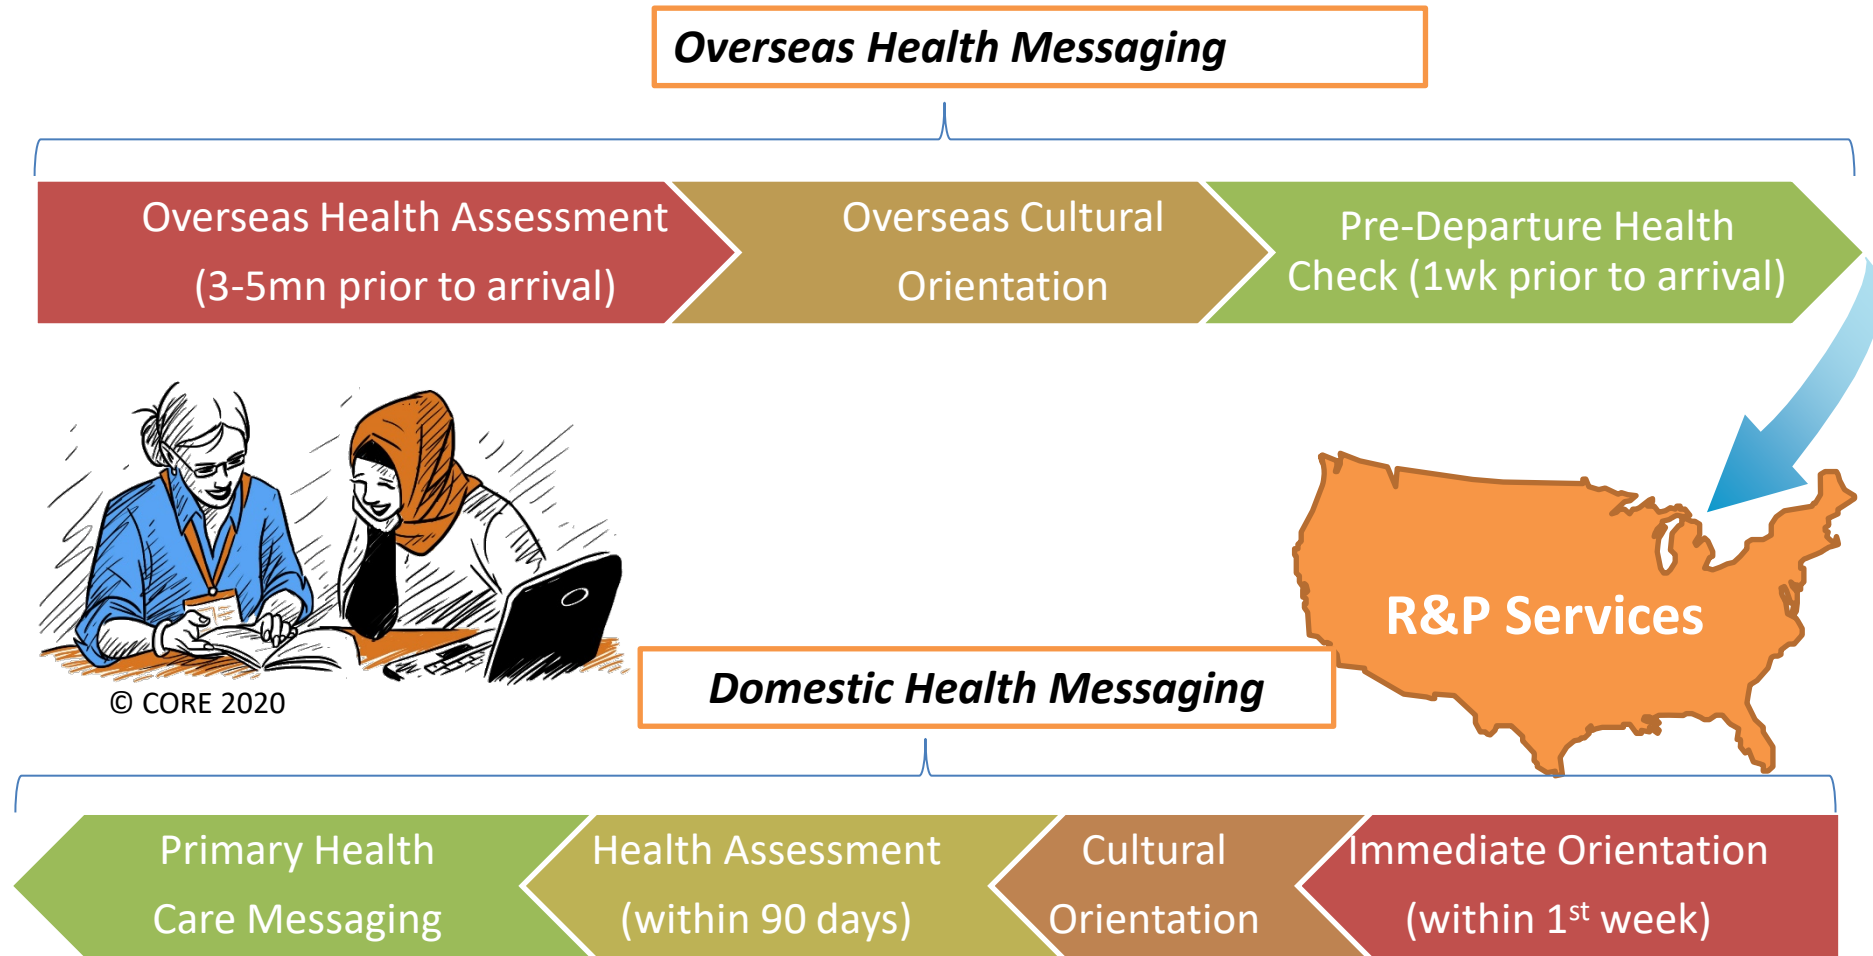 Overseas Health Messaging
Overseas Health Assessment
(3-5mn prior to arrival)
Overseas Cultural
Orientation
Pre-Departure Health
Check (1wk prior to arrival)
R&P Services
© CORE 2020
Domestic Health Messaging
Primary Health
Care Messaging
Health Assessment
(within 90 days)
Cultural
Orientation
Immediate Orientation
(within 1st week)